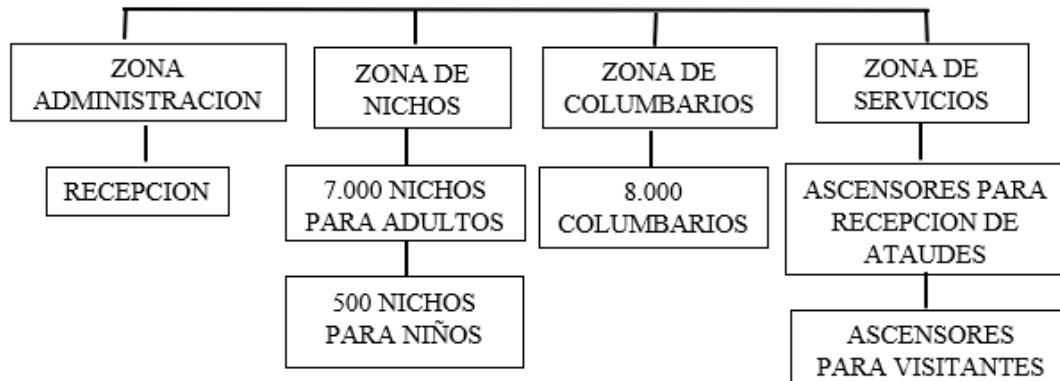 ZONA
ADMINISTRACION
RECEPCION
ZONA DE
NICHOS
7.000 NICHOS
PARA ADULTOS
500 NICHOS
PARA NIÑOS
ZONA DE
COLUMBARIOS
8.000
COLUMBARIOS
ZONA DE
SERVICIOS
ASCENSORES PARA
RECEPCION DE
ATAUDES
ASCENSORES
PARA VISITANTES